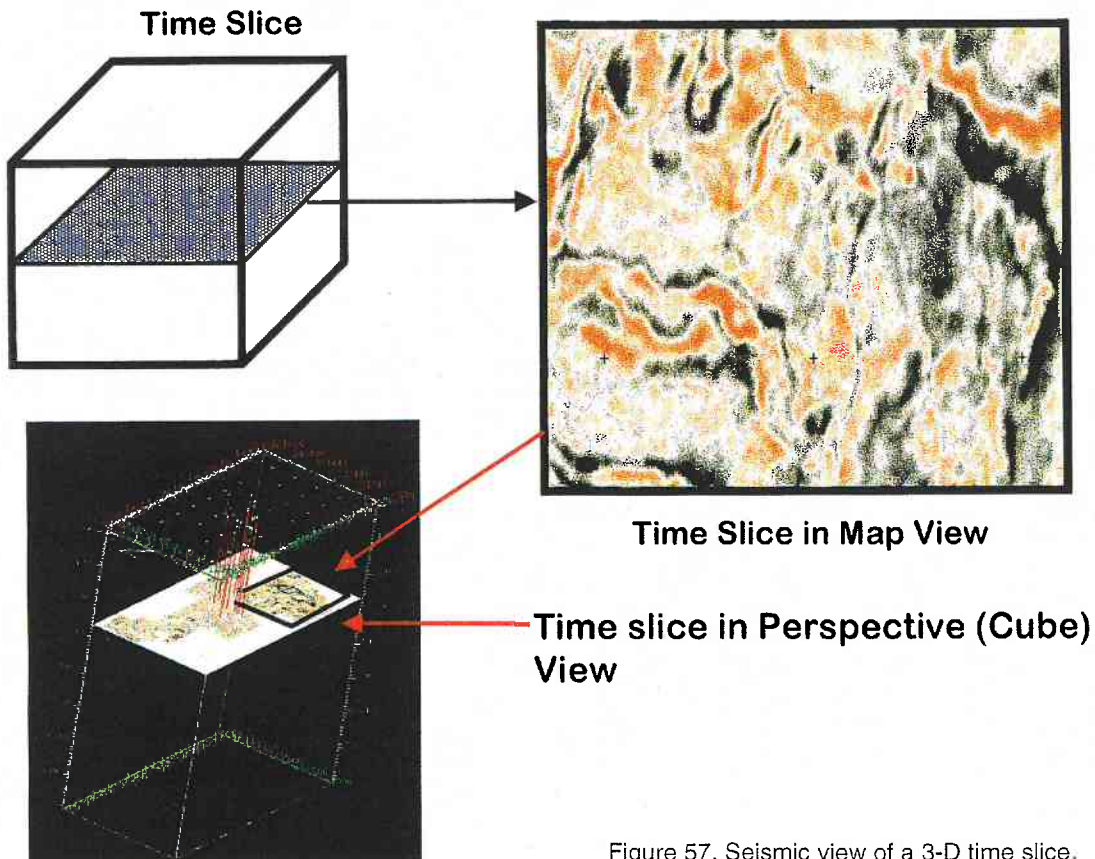 Time Slice
Time Slice in Map View
Time slice in Perspective (Cube)
View
Figure 57. Seismic view of a 3-D time slice.